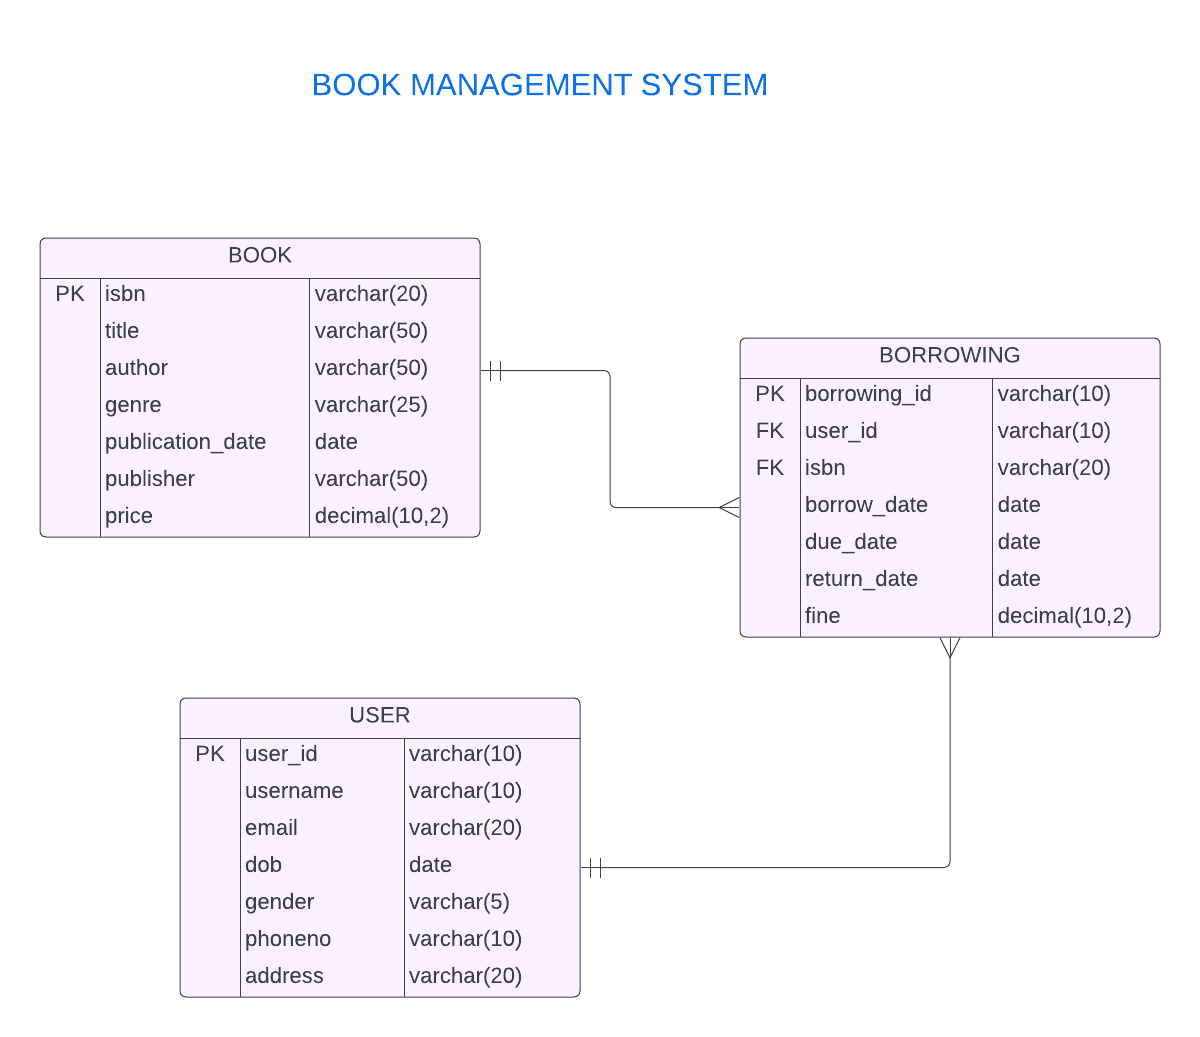 BOOK MANAGEMENT SYSTEM
BOOK
PK isbn varchar(20)
title varchar(50)
author varchar(50)
genre varchar(25)
publication_date date
publisher varchar(50)
price decimal(10,2)
BORROWING
PK borrowing_id varchar(10)
FK user_id varchar(10)
FK isbn varchar(20)
borrow_date date
due_date date
return_date date
fine decimal(10,2)
USER
PK user_id varchar(10)
username varchar(10)
email varchar(20)
dob date
gender varchar(5)
phoneno varchar(10)
address varchar(20)